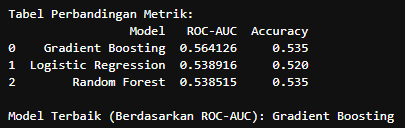 Tabel Perbandingan Metrik:
Model ROC-AUC Accuracy
0 Gradient Boosting 0.564126 0.535
1 Logistic Regression 0.538916 0.520
2 Random Forest 0.538515 0.535
Model Terbaik (Berdasarkan ROC-AUC): Gradient Boosting